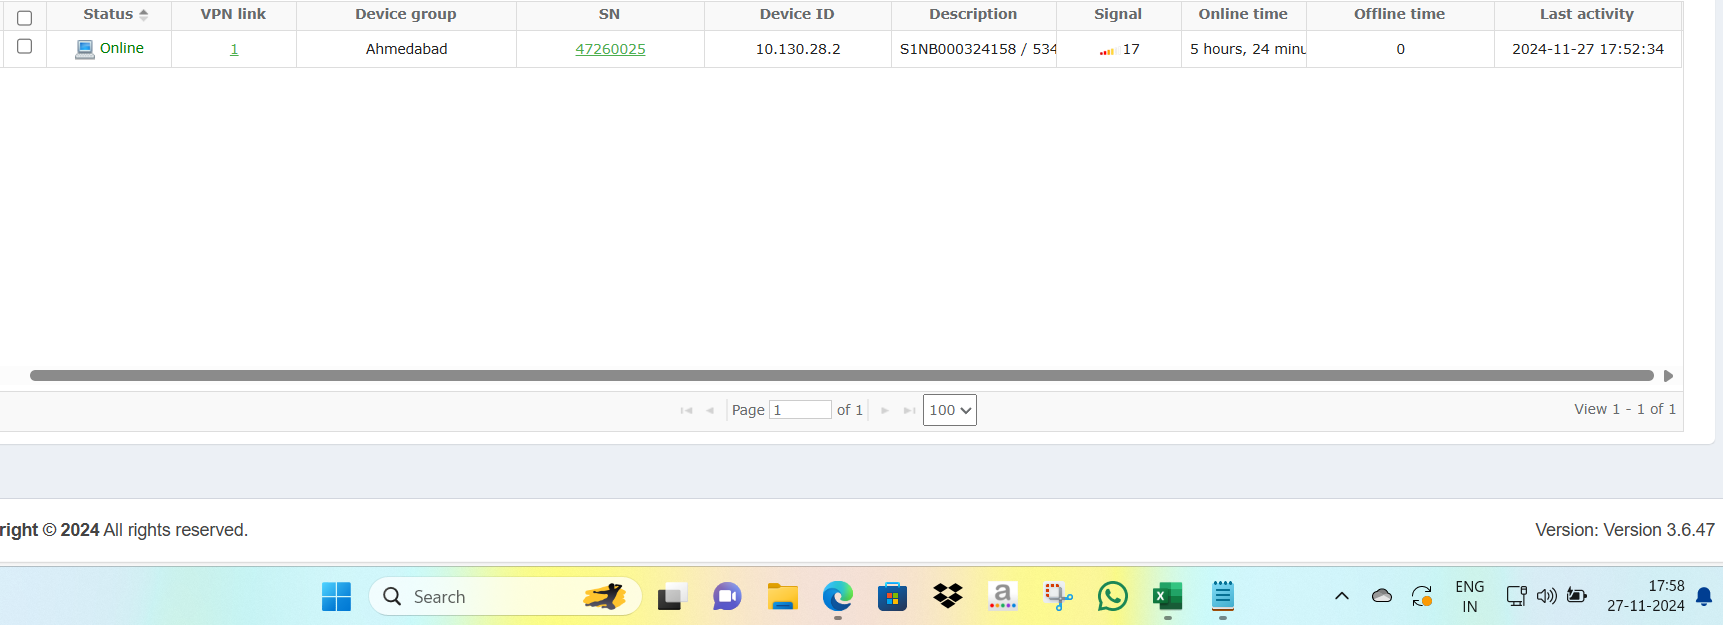 Status VPN link Device group SN Device ID Description Signal Online time Offline time Last activity
Online 1 Ahmedabad 47260025 10.130.28.2 S1NB000324158 / 534 17 5 hours, 24 minu 0 2024-11-27 17:52:34
Page 1 of 1 100 View 1 - 1 of 1
right © 2024 All rights reserved. Version: Version 3.6.47
Search a X ENG 17:58
IN 27-11-2024